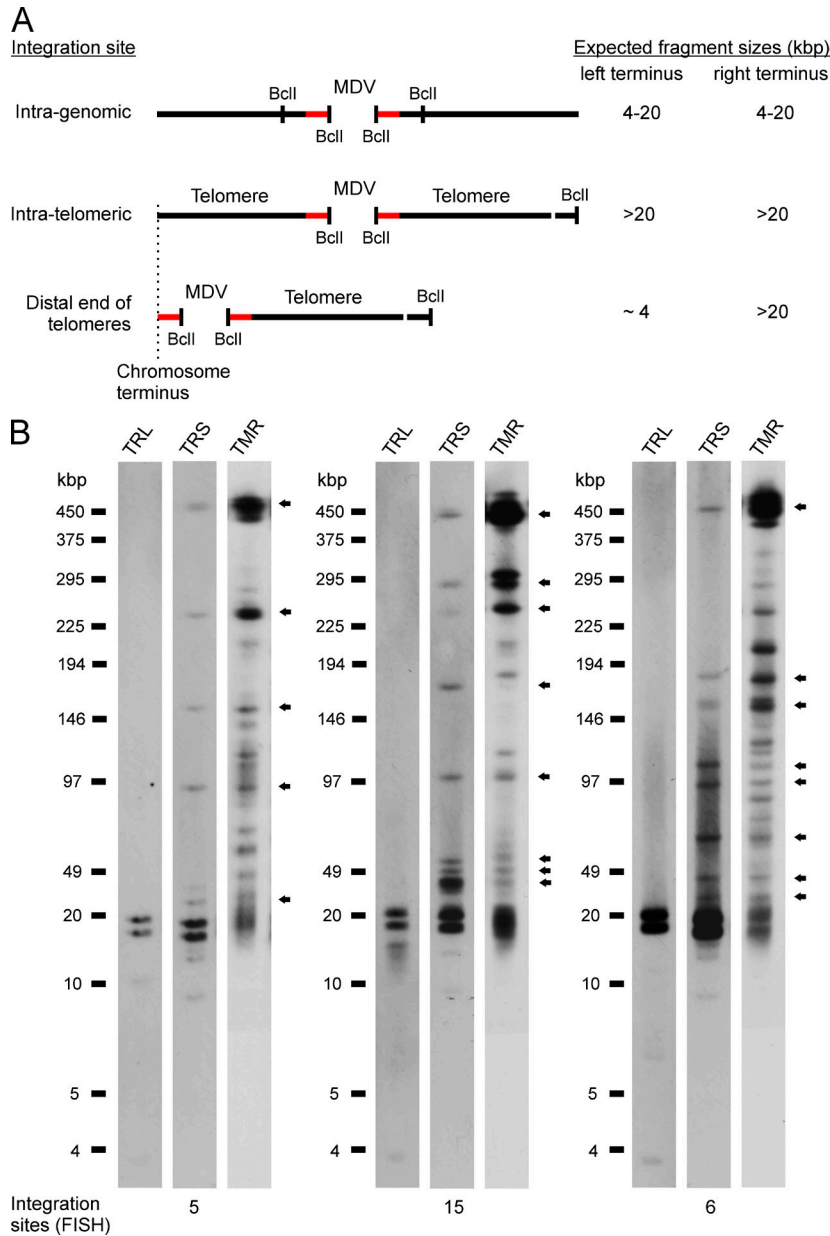 A
Integration site
Expected fragment sizes (kbp)
left terminus right terminus
Intra-genomic BclI MDV BclI 4-20 4-20
BclI BclI
Intra-telomeric Telomere MDV Telomere BclI >20 >20
BclI BclI
Distal end of telomeres MDV Telomere BclI ~ 4 >20
BclI BclI
Chromosome
terminus
B
TRL TRS TMR TRL TRS TMR TRL TRS TMR
kbp kbp kbp
450 450 450
375 375 375
295 295 295
225 225 225
194 194 194
146 146 146
97 97 97
49 49 49
20 20 20
10 10 10
5 5 5
4 4 4
Integration
sites (FISH) 5 15 6